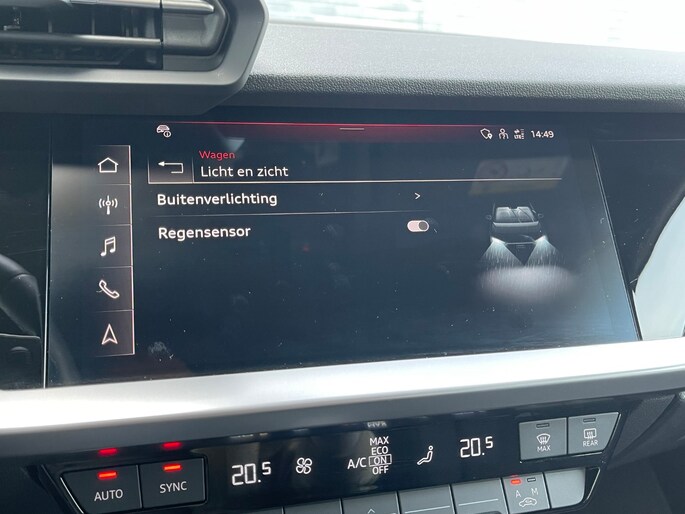 14:49
Wagen
Licht en zicht
Buitenverlichting >
Regensensor
AUTO
SYNC
20.5
A/C
MAX
ECO
ON
OFF
20.5
MAX
REAR
A M